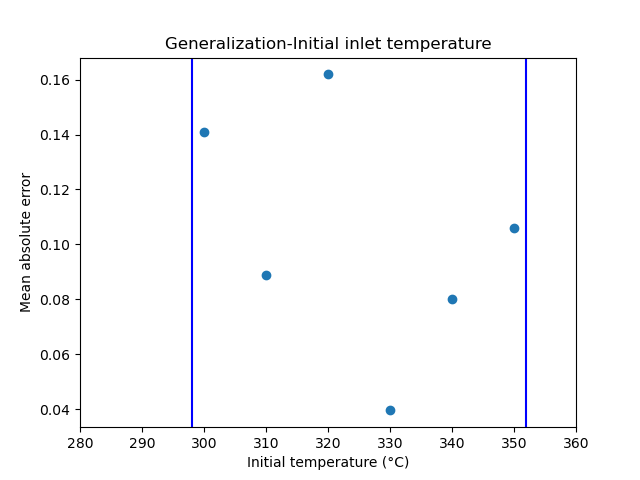 Generalization-Initial inlet temperature
Mean absolute error
0.16
0.14
0.12
0.10
0.08
0.06
0.04
280 290 300 310 320 330 340 350 360
Initial temperature (°C)